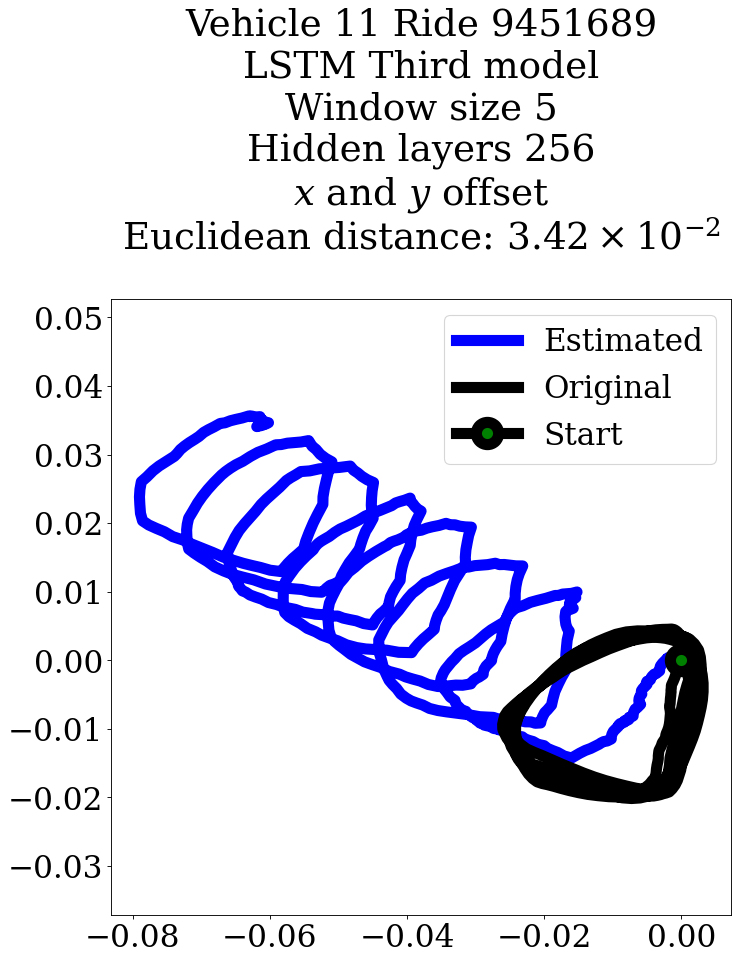 Vehicle 11 Ride 9451689
LSTM Third model
Window size 5
Hidden layers 256
x and y offset
Euclidean distance: 3.42 × 10⁻²
Estimated
Original
Start
0.05
0.04
0.03
0.02
0.01
0.00
−0.01
−0.02
−0.03
−0.08 −0.06 −0.04 −0.02 0.00